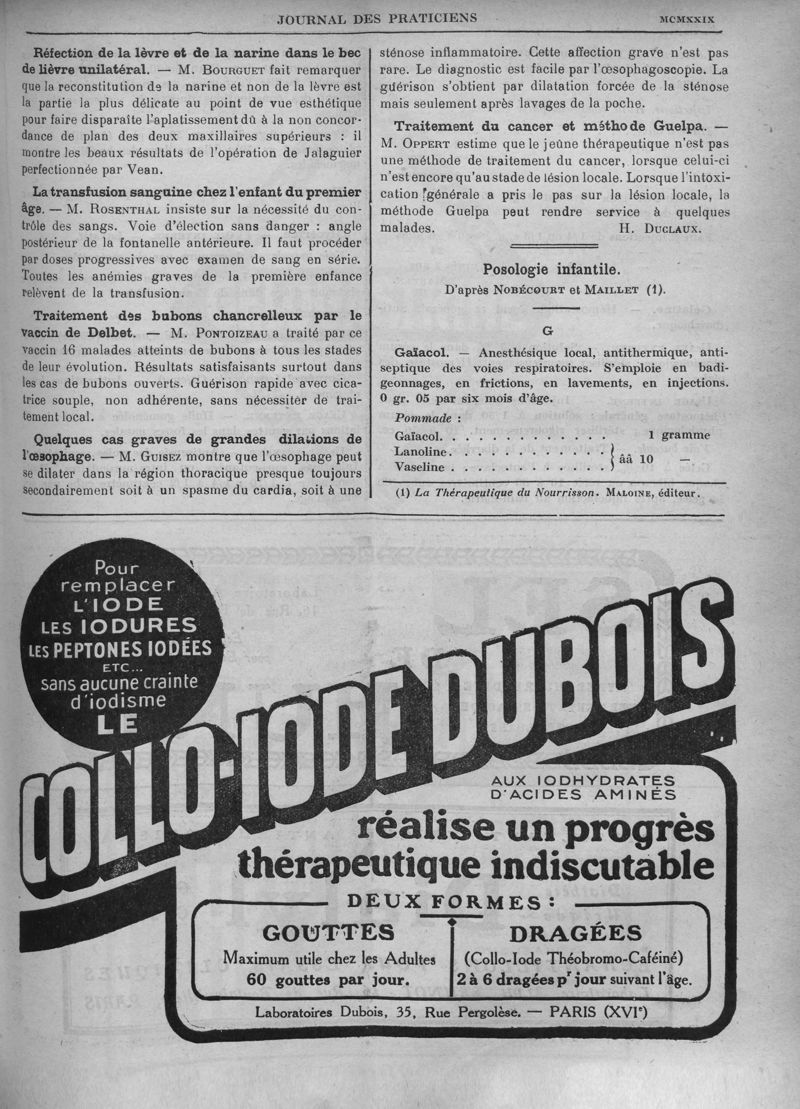 JOURNAL DES PRATICIENS MCMXXIX
Réfection de la lèvre et de la narine dans le bec
de lièvre unilatéral. — M. BOURGUET fait remarquer
que la reconstitution de la narine et non de la lèvre est
la partie la plus délicate au point de vue esthétique
pour faire disparaîte l'aplatissement dû à la non concor-
dance de plan des deux maxillaires supérieurs : il
montre les beaux résultats de l'opération de Jalaguier
perfectionnée par Vean.
La transfusion sanguine chez l'enfant du premier
âge. — M. ROSENTHAL insiste sur la nécessité du con-
trôle des sangs. Voie d'élection sans danger : angle
postérieur de la fontanelle antérieure. Il faut procéder
par doses progressives avec examen de sang en série.
Toutes les anémies graves de la première enfance
relèvent de la transfusion.
Traitement des bubons chancrelleux par le
vaccin de Delbet. — M. PONTOIZEAU a traité par ce
vaccin 16 malades atteints de bubons à tous les stades
de leur évolution. Résultats satisfaisants surtout dans
les cas de bubons ouverts. Guérison rapide avec cica-
trice souple, non adhérente, sans nécessiter de trai-
tement local.
Quelques cas graves de grandes dilations de
l'œsophage. — M. GUISEZ montre que l'œsophage peut
se dilater dans la région thoracique presque toujours
secondairement soit à un spasme du cardia, soit à une
sténose inflammatoire. Cette affection grave n'est pas
rare. Le diagnostic est facile par l'œsophagoscopie. La
guérison s'obtient par dilatation forcée de la sténose
mais seulement après lavages de la poche.
Traitement du cancer et méthode Guelpa. —
M. OPPERT estime que le jeûne thérapeutique n'est pas
une méthode de traitement du cancer, lorsque celui-ci
n'est encore qu'au stade de lésion locale. Lorsque l'intoxi-
cation générale a pris le pas sur la lésion locale, la
méthode Guelpa peut rendre service à quelques
malades. H. DUCLAUX.
Posologie infantile.
D'après NOBÉCOURT et MAILLET (1).
G
Gaïacol. — Anesthésique local, antithermique, anti-
septique des voies respiratoires. S'emploie en badi-
geonnages, en frictions, en lavements, en injections.
0 gr. 05 par six mois d'âge.
Pommade :
Gaïacol. . . . . . . . . . . . . 1 gramme
Lanoline. . . . . . . . . . . . } ââ 10 —
Vaseline . . . . . . . . . . . .
(1) La Thérapeutique du Nourrisson. MALOINE, éditeur.
Pour
remplacer
L'IODE
LES IODURES
LES PEPTONES IODÉES
ETC...
sans aucune crainte
d'iodisme
LE
COLLO-IODE DUBOIS
AUX IODHYDRATES
D'ACIDES AMINÉS
réalise un progrès
thérapeutique indiscutable
DEUX FORMES :
GOUTTES
Maximum utile chez les Adultes
60 gouttes par jour.
DRAGÉES
(Collo-Iode Théobromo-Caféiné)
2 à 6 dragées pr jour suivant l'âge.
Laboratoires Dubois, 35, Rue Pergolèse. — PARIS (XVIe)